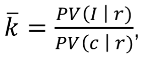 k̄ = PV(I | r) / PV(c | r),